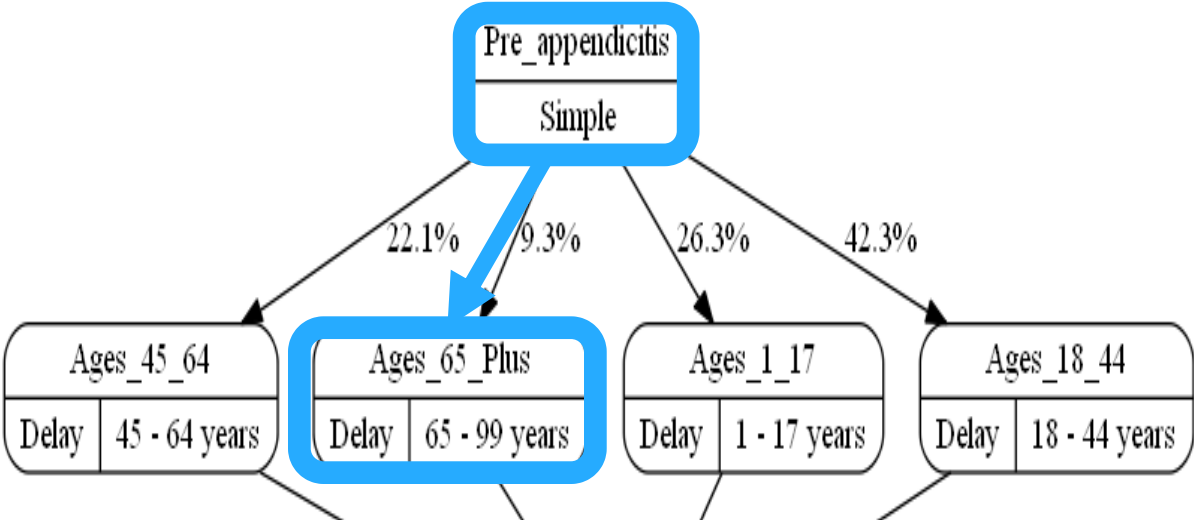 Pre_appendicitis
Simple
22.1%
9.3%
26.3%
42.3%
Ages_45_64
Delay
45 - 64 years
Ages_65_Plus
Delay
65 - 99 years
Ages_1_17
Delay
1 - 17 years
Ages_18_44
Delay
18 - 44 years